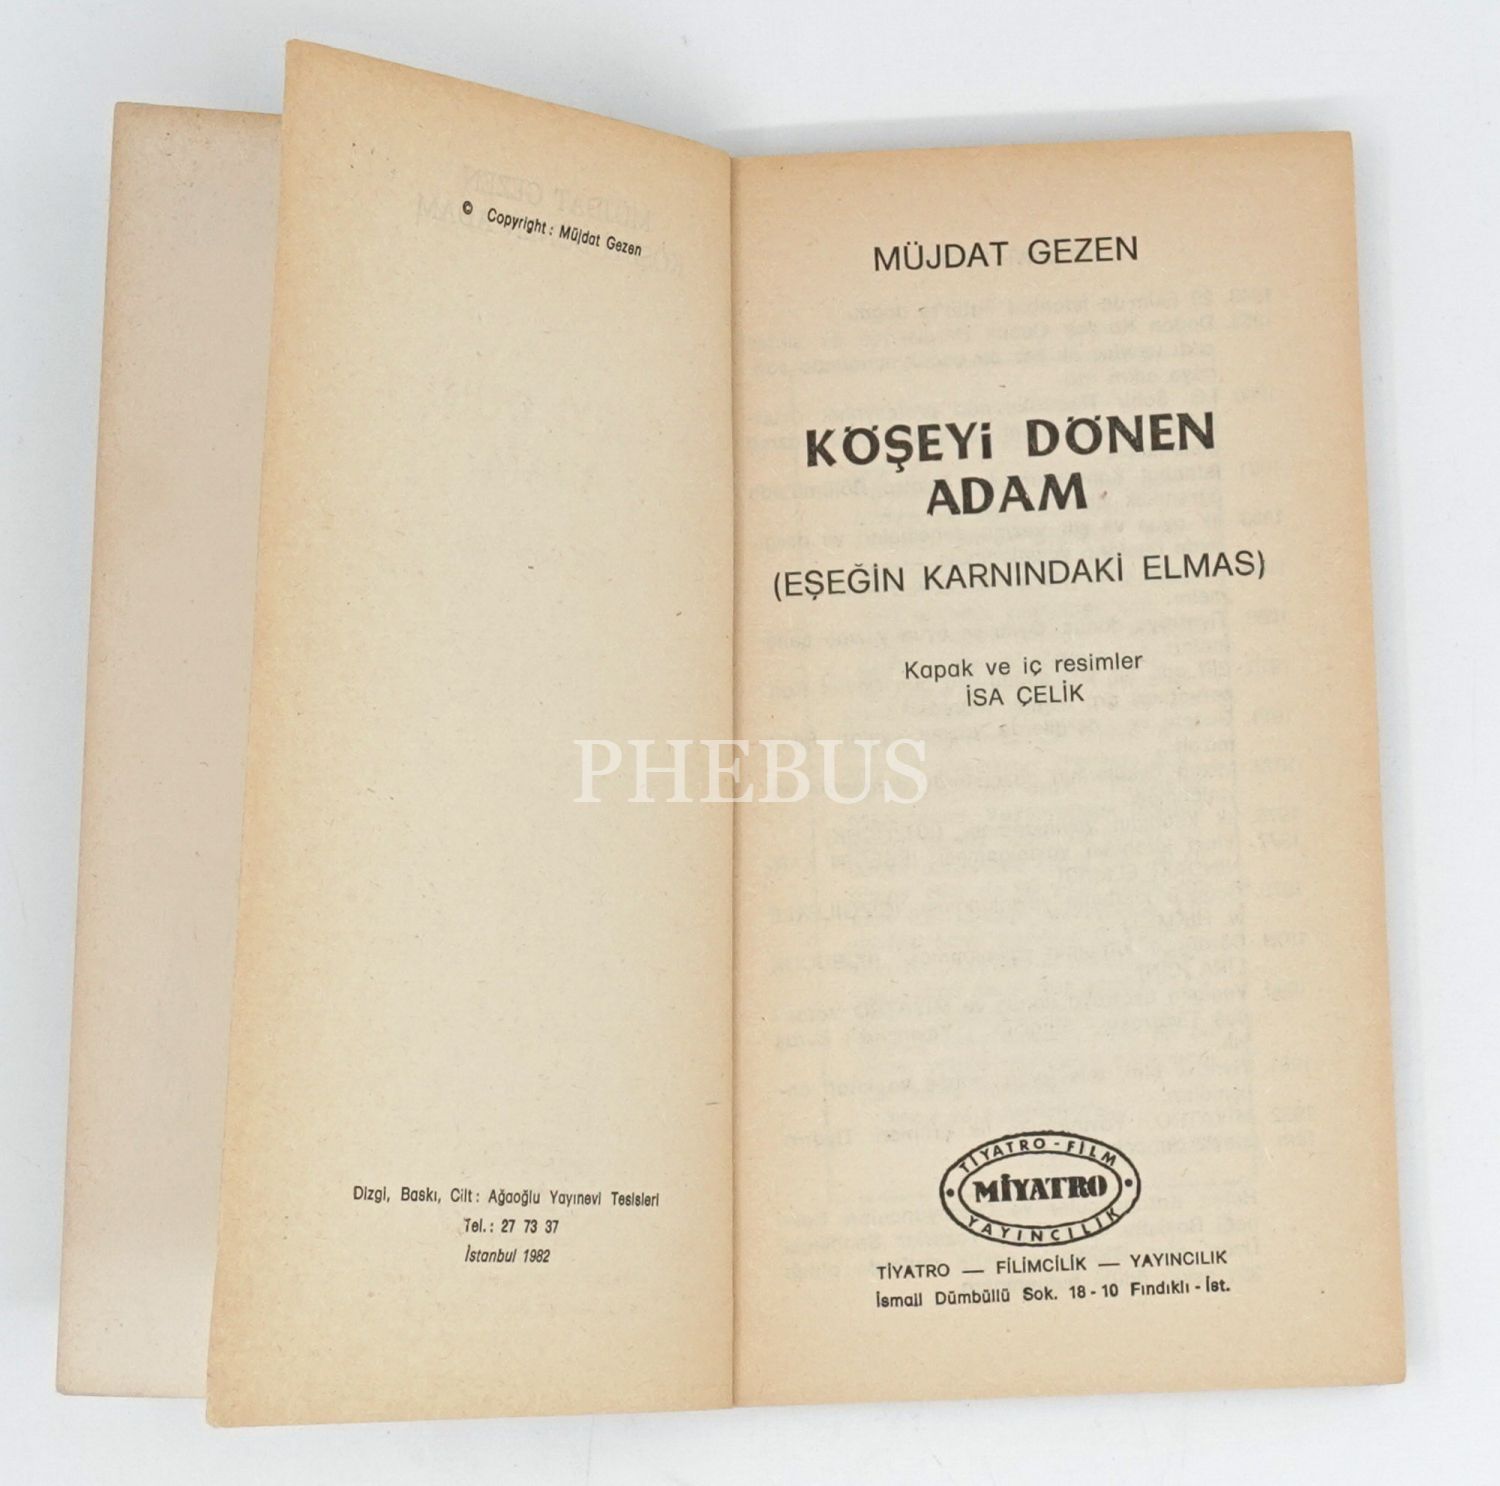 © Copyright : Müjdat Gezen
Dizgi, Baskı, Cilt : Ağaoğlu Yayınevi Tesisleri
Tel. : 27 73 37
İstanbul 1982
MÜJDAT GEZEN
KÖŞEYİ DÖNEN
ADAM
(EŞEĞİN KARNINDAKİ ELMAS)
Kapak ve iç resimler
İSA ÇELİK
PHEBUS
TİYATRO - FİLM
MİYATRO
YAYINCILIK
TİYATRO — FİLİMCİLİK — YAYINCILIK
İsmail Dümbüllü Sok. 18 - 10 Fındıklı - İst.